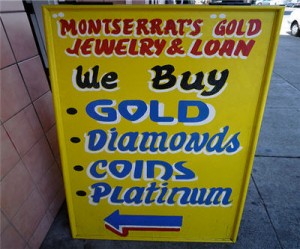 MONTSERRAT'S GOLD
JEWELRY & LOAN
We Buy
• GOLD
• Diamonds
• COINS
• Platinum